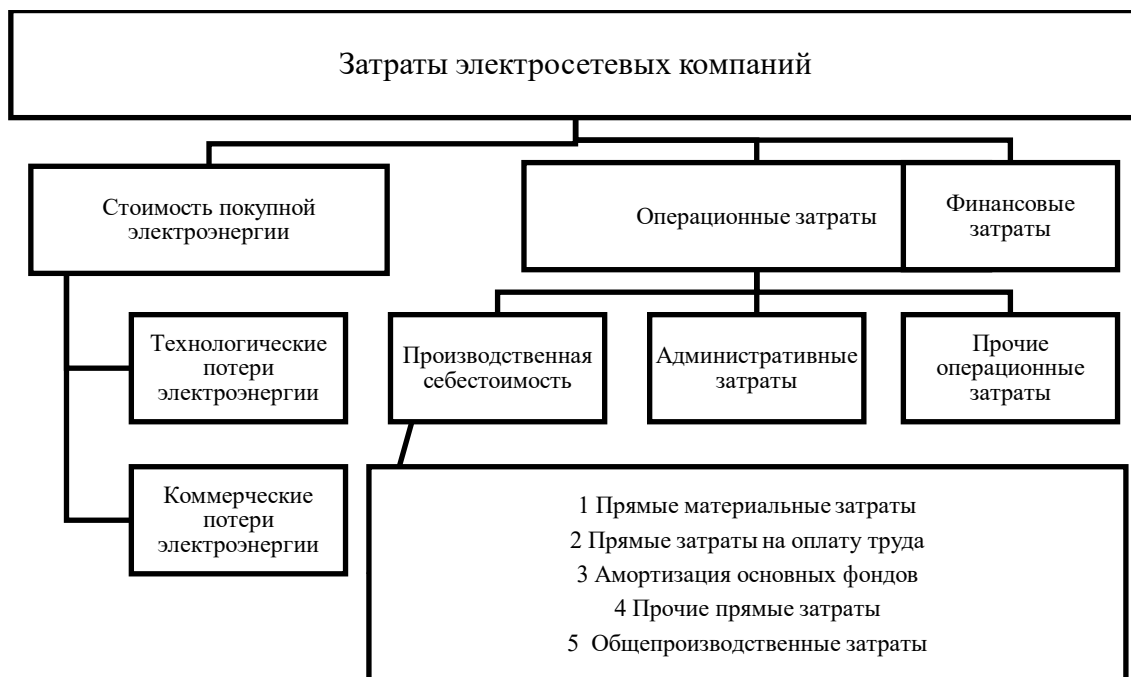 Затраты электросетевых компаний
Стоимость покупной
электроэнергии
Операционные затраты
Финансовые
затраты
Технологические
потери
электроэнергии
Производственная
себестоимость
Административные
затраты
Прочие
операционные
затраты
Коммерческие
потери
электроэнергии
1 Прямые материальные затраты
2 Прямые затраты на оплату труда
3 Амортизация основных фондов
4 Прочие прямые затраты
5 Общепроизводственные затраты